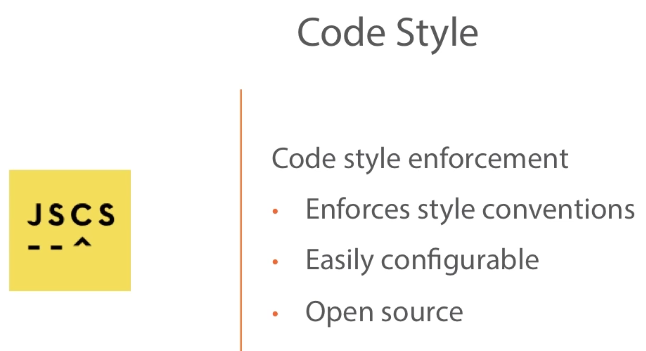 Code Style
JSCS
--^
Code style enforcement
• Enforces style conventions
• Easily configurable
• Open source